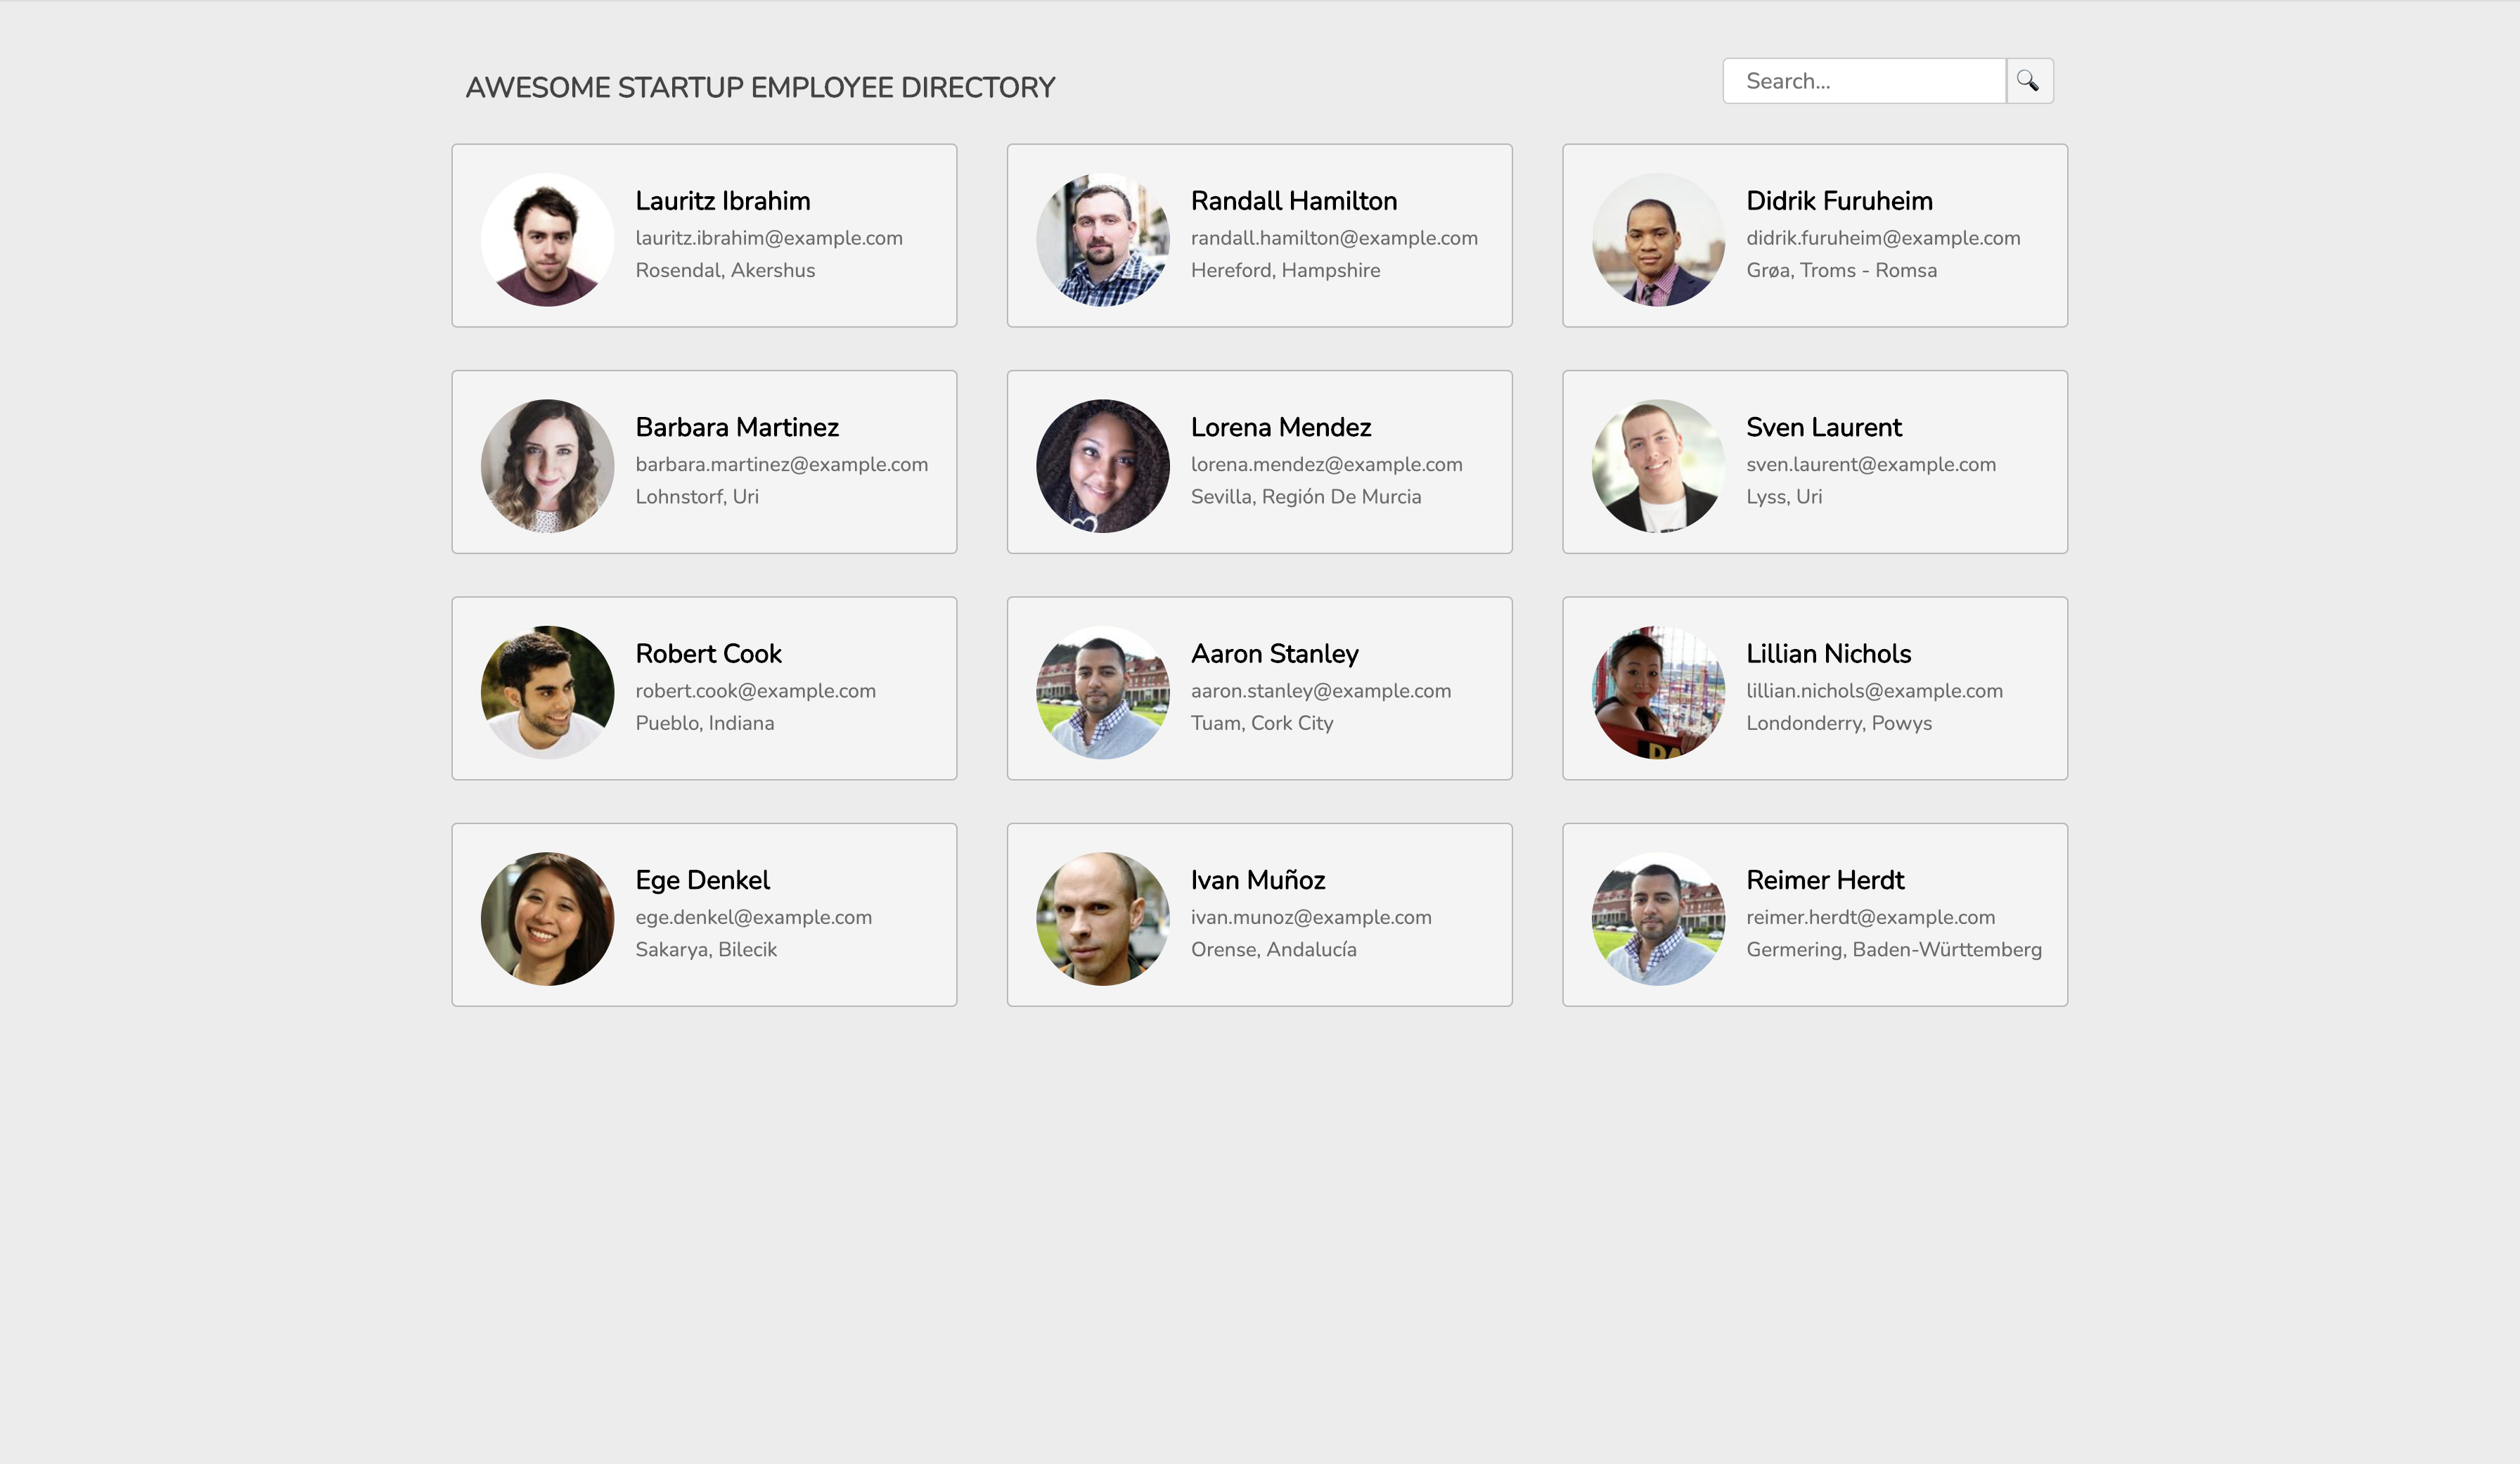 AWESOME STARTUP EMPLOYEE DIRECTORY
Search...
Lauritz Ibrahim
lauritz.ibrahim@example.com
Rosendal, Akershus
Randall Hamilton
randall.hamilton@example.com
Hereford, Hampshire
Didrik Furuheim
didrik.furuheim@example.com
Grøa, Troms - Romsa
Barbara Martinez
barbara.martinez@example.com
Lohnstorf, Uri
Lorena Mendez
lorena.mendez@example.com
Sevilla, Región De Murcia
Sven Laurent
sven.laurent@example.com
Lyss, Uri
Robert Cook
robert.cook@example.com
Pueblo, Indiana
Aaron Stanley
aaron.stanley@example.com
Tuam, Cork City
Lillian Nichols
lillian.nichols@example.com
Londonderry, Powys
Ege Denkel
ege.denkel@example.com
Sakarya, Bilecik
Ivan Muñoz
ivan.munoz@example.com
Orense, Andalucía
Reimer Herdt
reimer.herdt@example.com
Germering, Baden-Württemberg